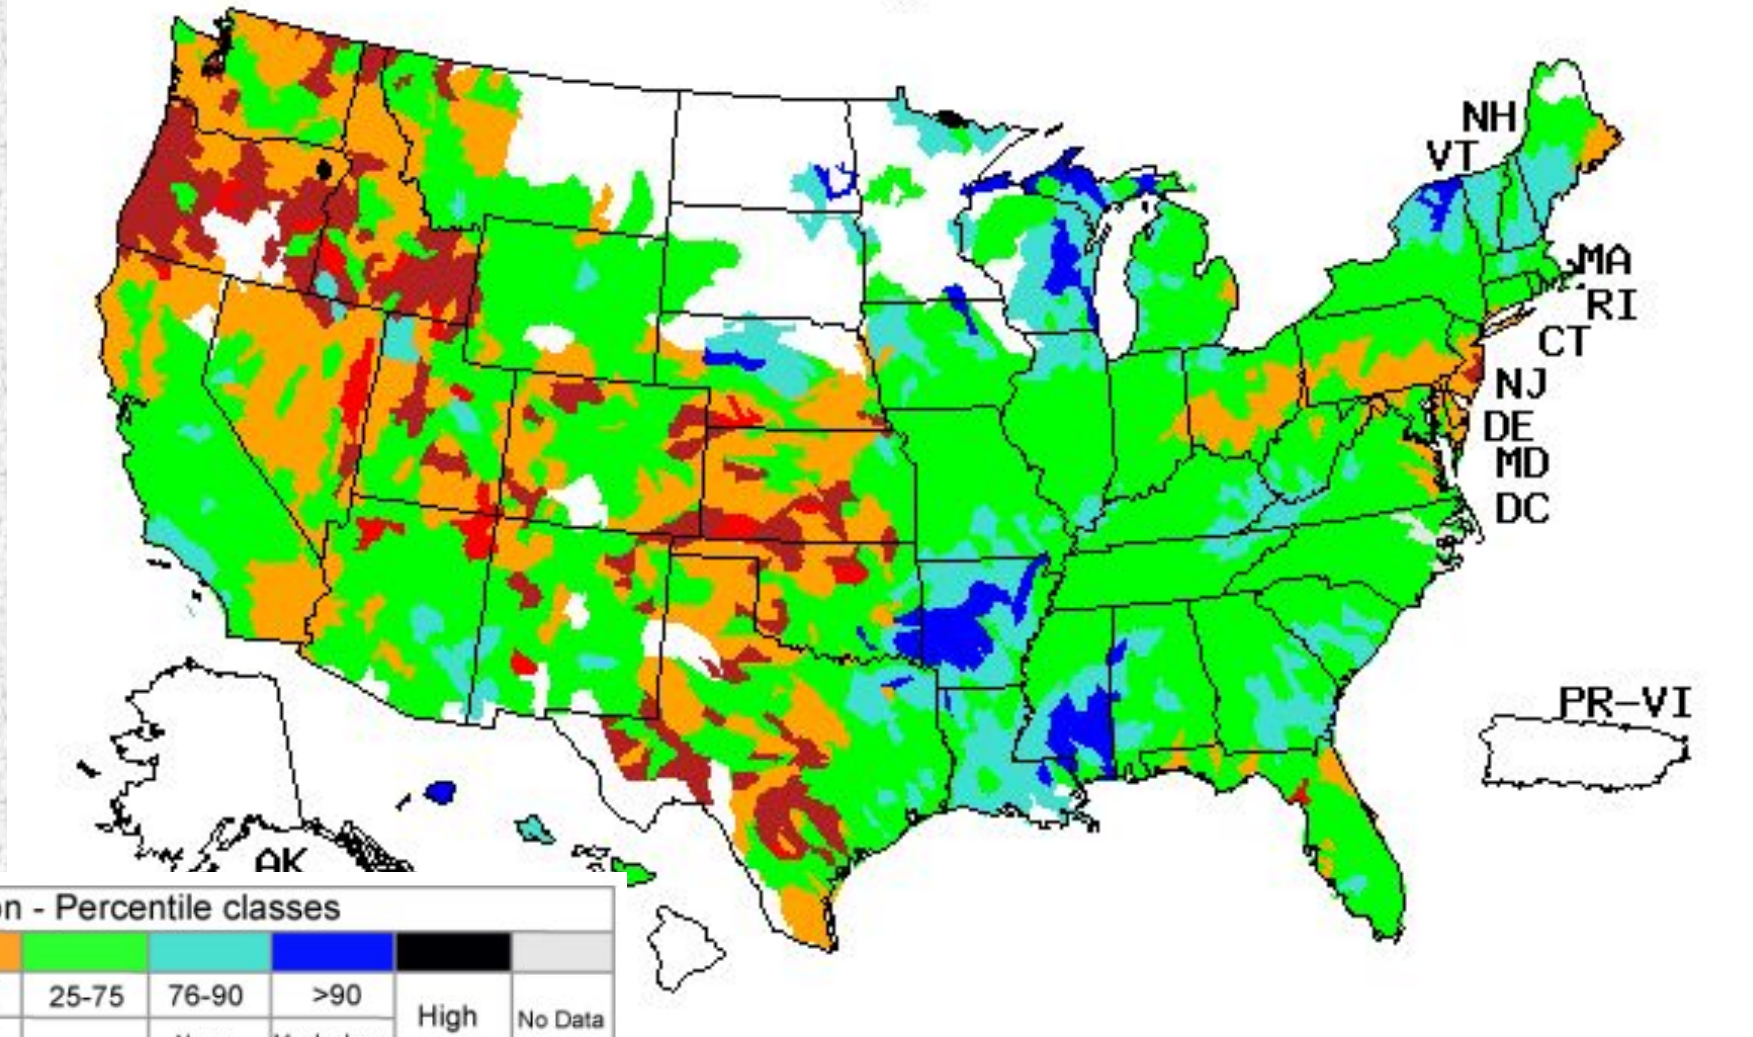 NH
VT
MA
RI
CT
NJ
DE
MD
DC
PR-VI
AK
- Percentile classes
25-75 76-90 >90 High No Data